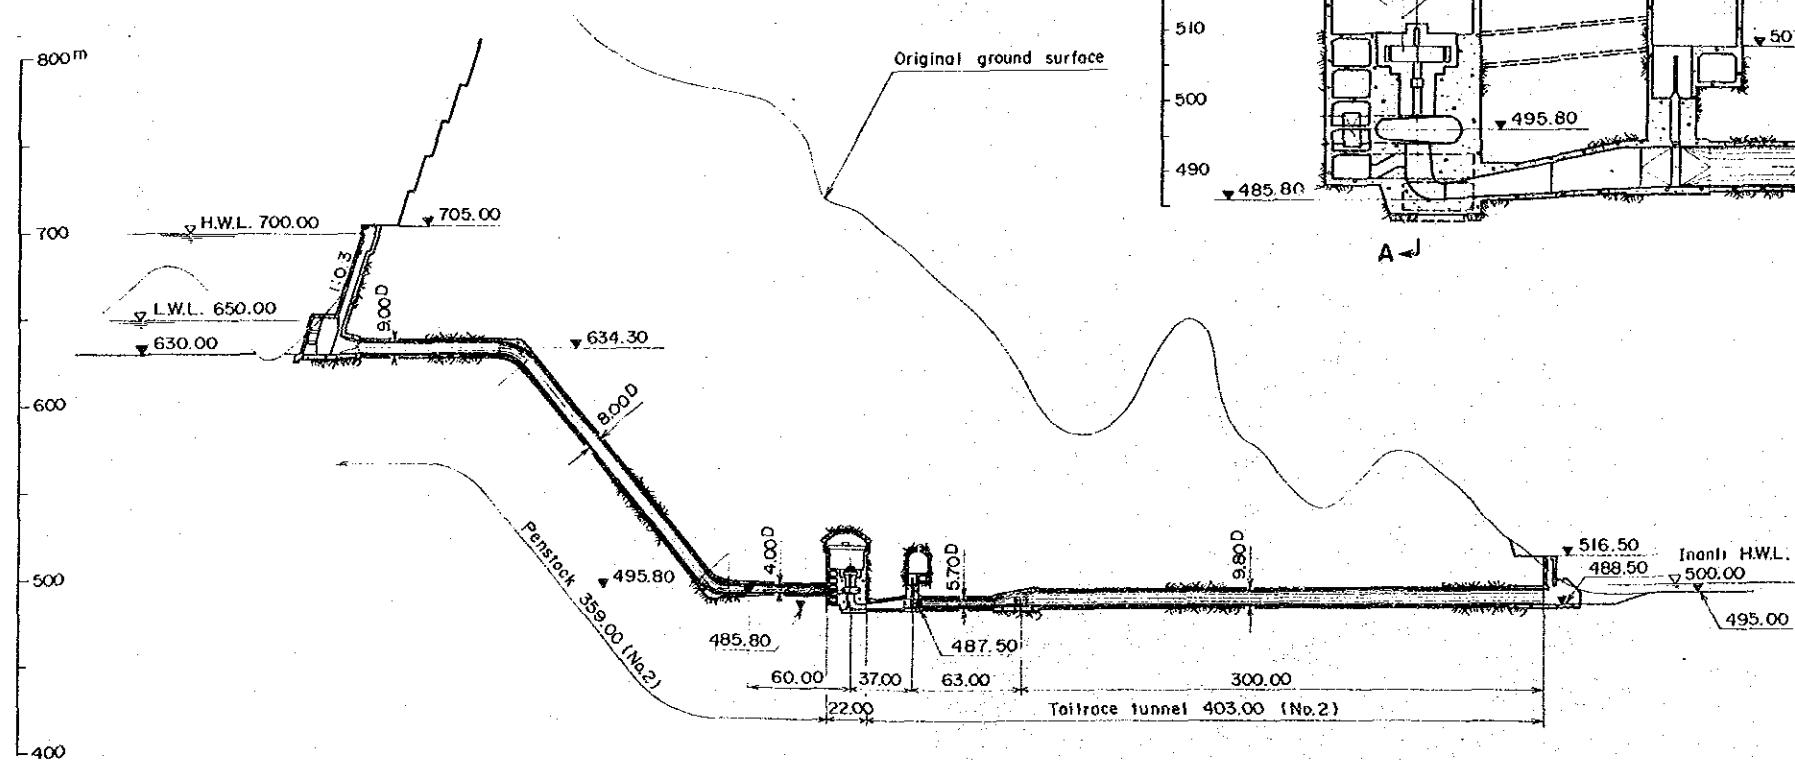 800m
700
600
500
400
Original ground surface
H.W.L. 700.00
705.00
1:0.3
L.W.L. 650.00
630.00
9.00D
634.30
8.00D
Penstock 359.00 (No.2)
495.80
4.00D
485.80
5.70D
487.50
9.80D
516.50
488.50
Inanlı H.W.L.
500.00
495.00
60.00
37.00
63.00
300.00
22.00
Tailrace tunnel 403.00 (No.2)
510
500
490
495.80
485.80
A